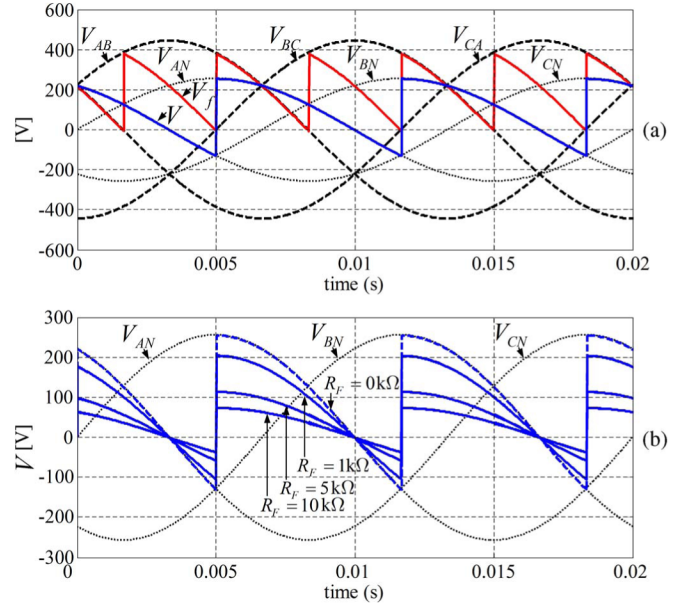 600
400
200
0
-200
-400
-600
[V]
V_AB
V_AN
V_f
V
V_BC
V_BN
V_CA
V_CN
(a)
0 0.005 0.01 0.015 0.02
time (s)
300
200
100
0
-100
-200
-300
V [V]
V_AN
V_BN
V_CN
R_F = 0kΩ
R_F = 1kΩ
R_F = 5kΩ
R_F = 10kΩ
(b)
0 0.005 0.01 0.015 0.02
time (s)